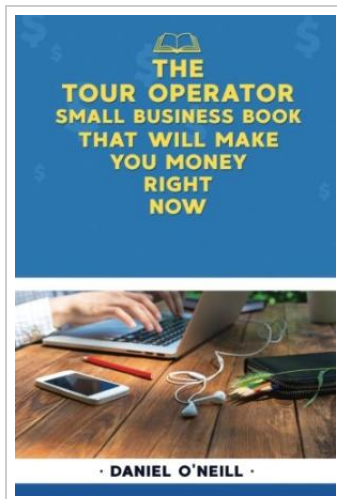 THE
TOUR OPERATOR
SMALL BUSINESS BOOK
THAT WILL MAKE
YOU MONEY
RIGHT
NOW
· DANIEL O'NEILL ·